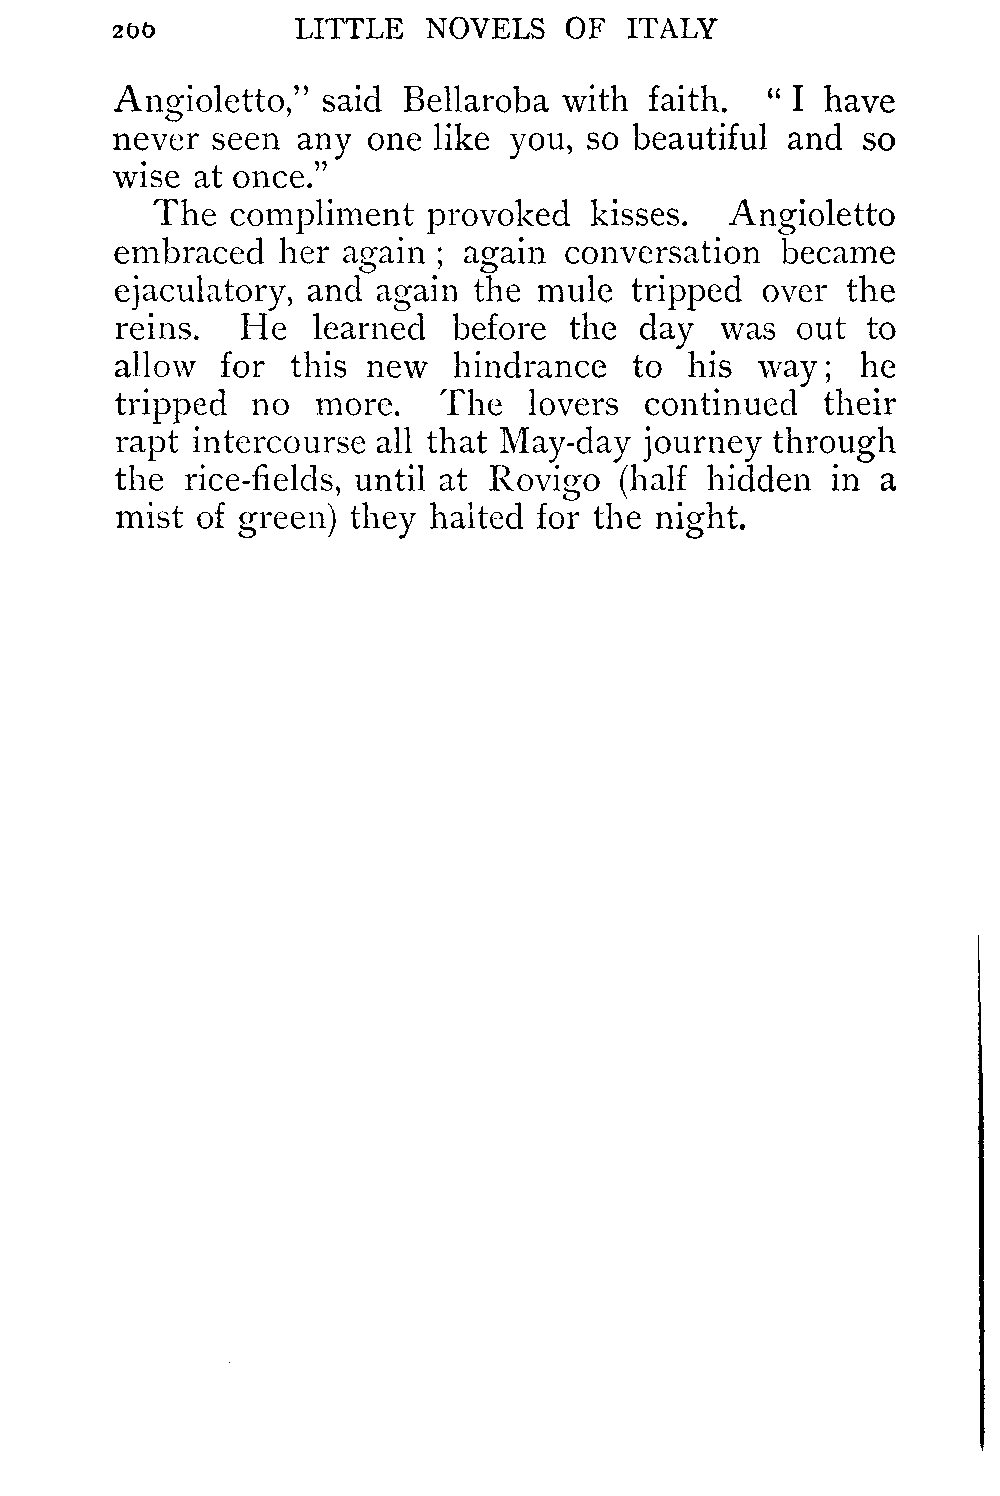 LITTLE NOVELS OF ITALY
Angioletto," said Bellaroba with faith. "I have
never seen any one like you, so beautiful and so
wise at once."
The compliment provoked kisses. Angioletto
embraced her again; again conversation became
ejaculatory, and again the mule tripped over the
reins. He learned before the day was out to
allow for this new hindrance to his way; he
tripped no more. The lovers continued their
rapt intercourse all that May-day journey through
the rice-fields, until at Rovigo (half hidden in a
mist of green) they halted for the night.